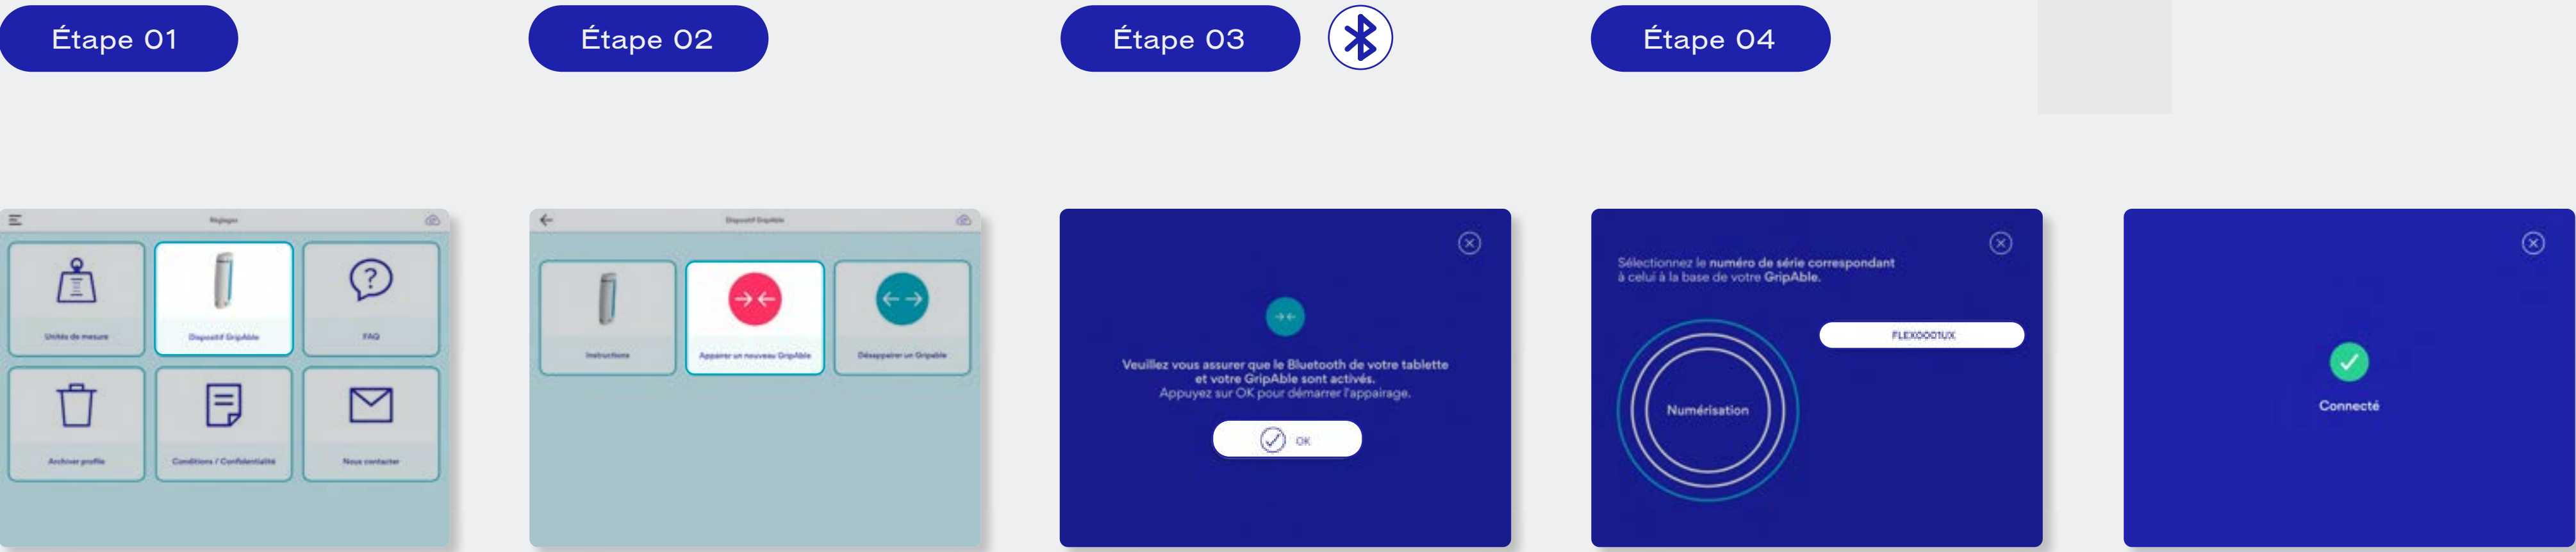 Étape 01
Étape 02
Étape 03
Étape 04
Réglages
Unités de mesure
Dispositif GripAble
FAQ
Archiver profile
Conditions / Confidentialité
Nous contacter
Dispositif GripAble
Instructions
Appairer un nouveau GripAble
Désappairer un Gripable
Veuillez vous assurer que le Bluetooth de votre tablette
et votre GripAble sont activés.
Appuyez sur OK pour démarrer l'appairage.
OK
Sélectionnez le numéro de série correspondant
à celui à la base de votre GripAble.
Numérisation
FLEX0001UX
Connecté